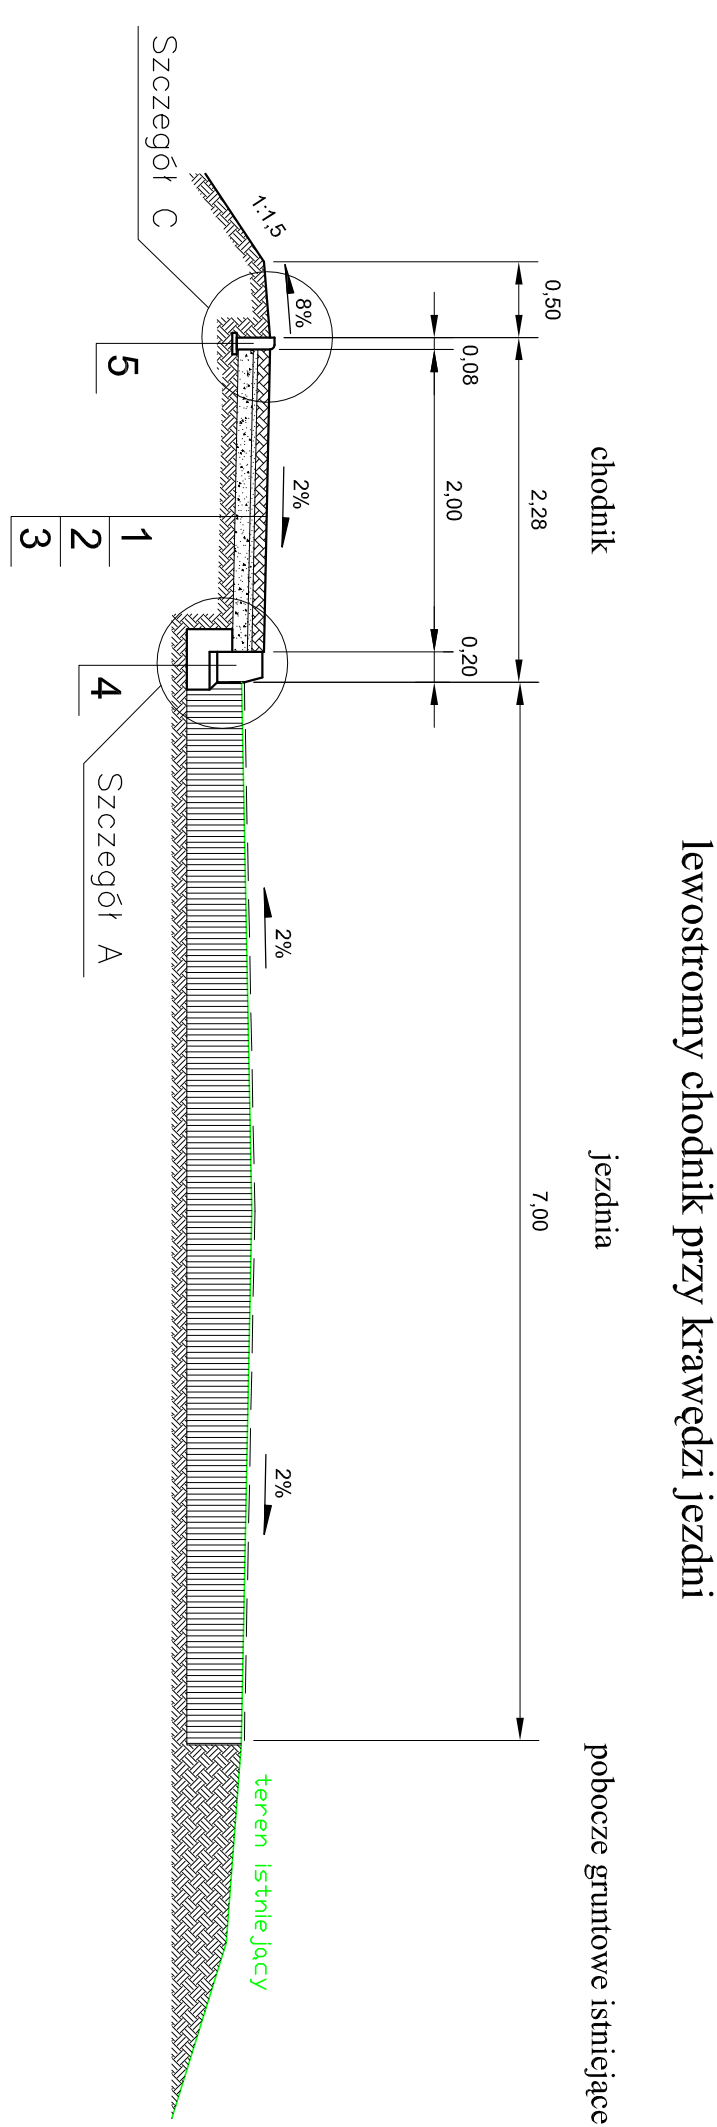 lewostronny chodnik przy krawędzi jezdni
chodnik
jezdnia
pobocze gruntowe istniejące
0,50
2,28
7,00
0,08
2,00
0,20
1:1,5
8%
2%
2%
2%
teren istniejący
Szczegół C
5
1
2
3
4
Szczegół A